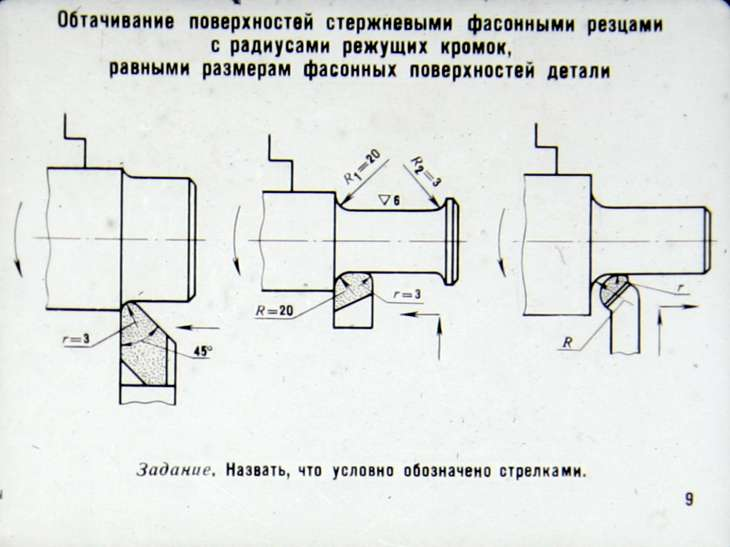 Обтачивание поверхностей стержневыми фасонными резцами
с радиусами режущих кромок,
равными размерам фасонных поверхностей детали
R₁=20
R₂=3
▽6
r=3
45°
R=20
r=3
r
R
Задание. Назвать, что условно обозначено стрелками.
9